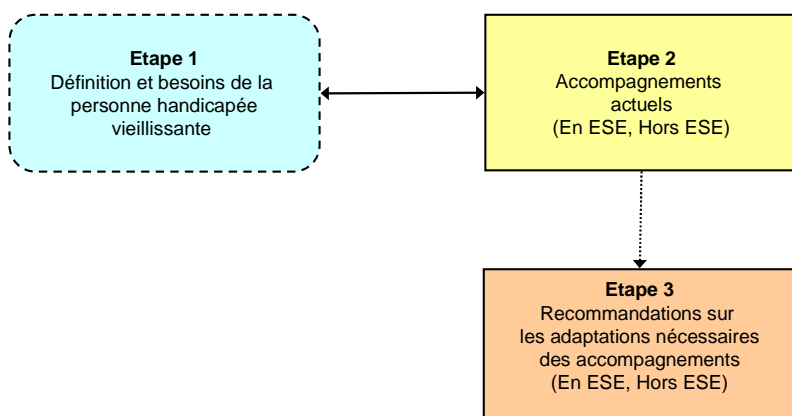 Etape 1
Définition et besoins de la
personne handicapée
vieillissante
Etape 2
Accompagnements
actuels
(En ESE, Hors ESE)
Etape 3
Recommandations sur
les adaptations nécessaires
des accompagnements
(En ESE, Hors ESE)